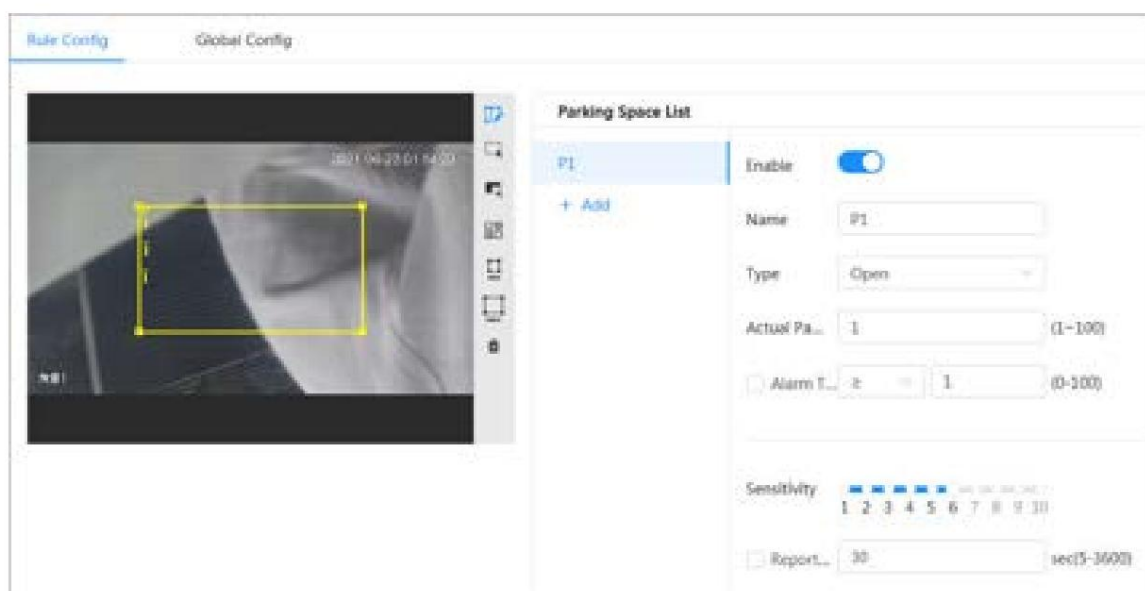 Rule Config Global Config
Parking Space List
P1
+ Add
Enable
Name P1
Type Open
Actual Pa... 1 (1~100)
Alarm T... ≥ 1 (0-100)
Sensitivity
1 2 3 4 5 6 7 8 9 10
Report... 30 sec(5-3600)